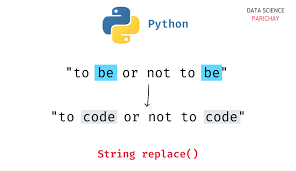 DATA SCIENCE
PARICHAY
Python
"to be or not to be"
"to code or not to code"
String replace()